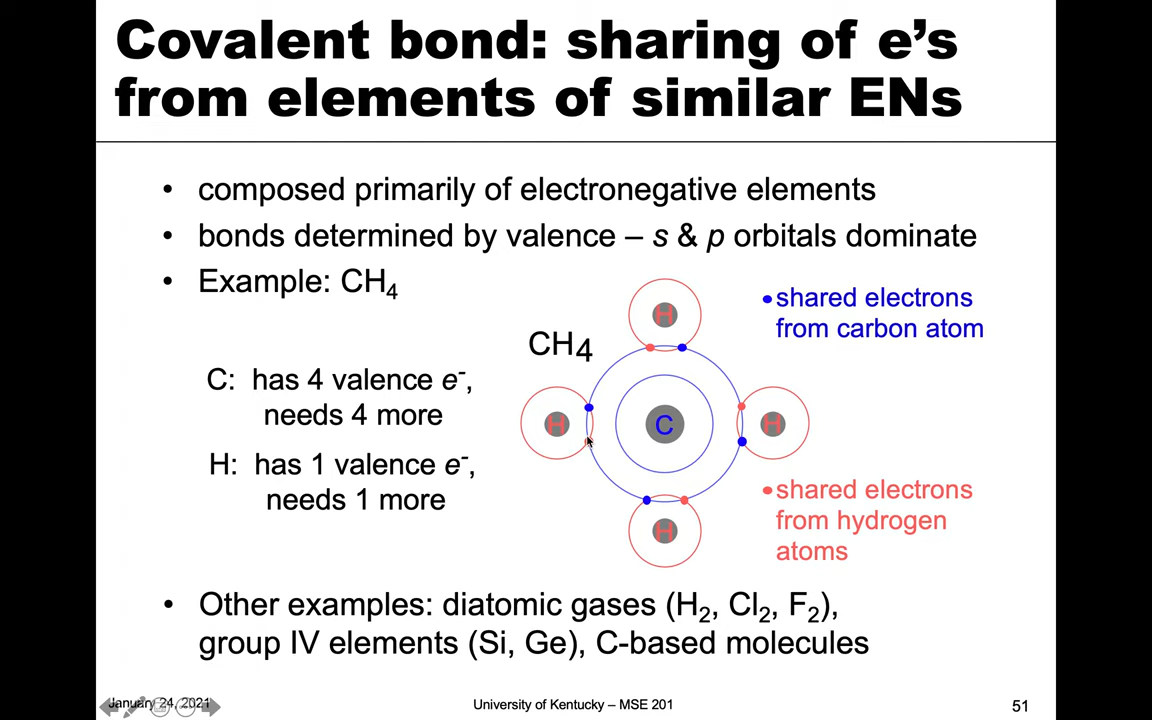 Covalent bond: sharing of e’s
from elements of similar ENs
• composed primarily of electronegative elements
• bonds determined by valence – s & p orbitals dominate
• Example: CH₄
C: has 4 valence e⁻,
needs 4 more
H: has 1 valence e⁻,
needs 1 more
CH₄
H
H
C
H
H
•shared electrons
from carbon atom
•shared electrons
from hydrogen
atoms
• Other examples: diatomic gases (H₂, Cl₂, F₂),
group IV elements (Si, Ge), C-based molecules
January 24, 2021
University of Kentucky – MSE 201
51